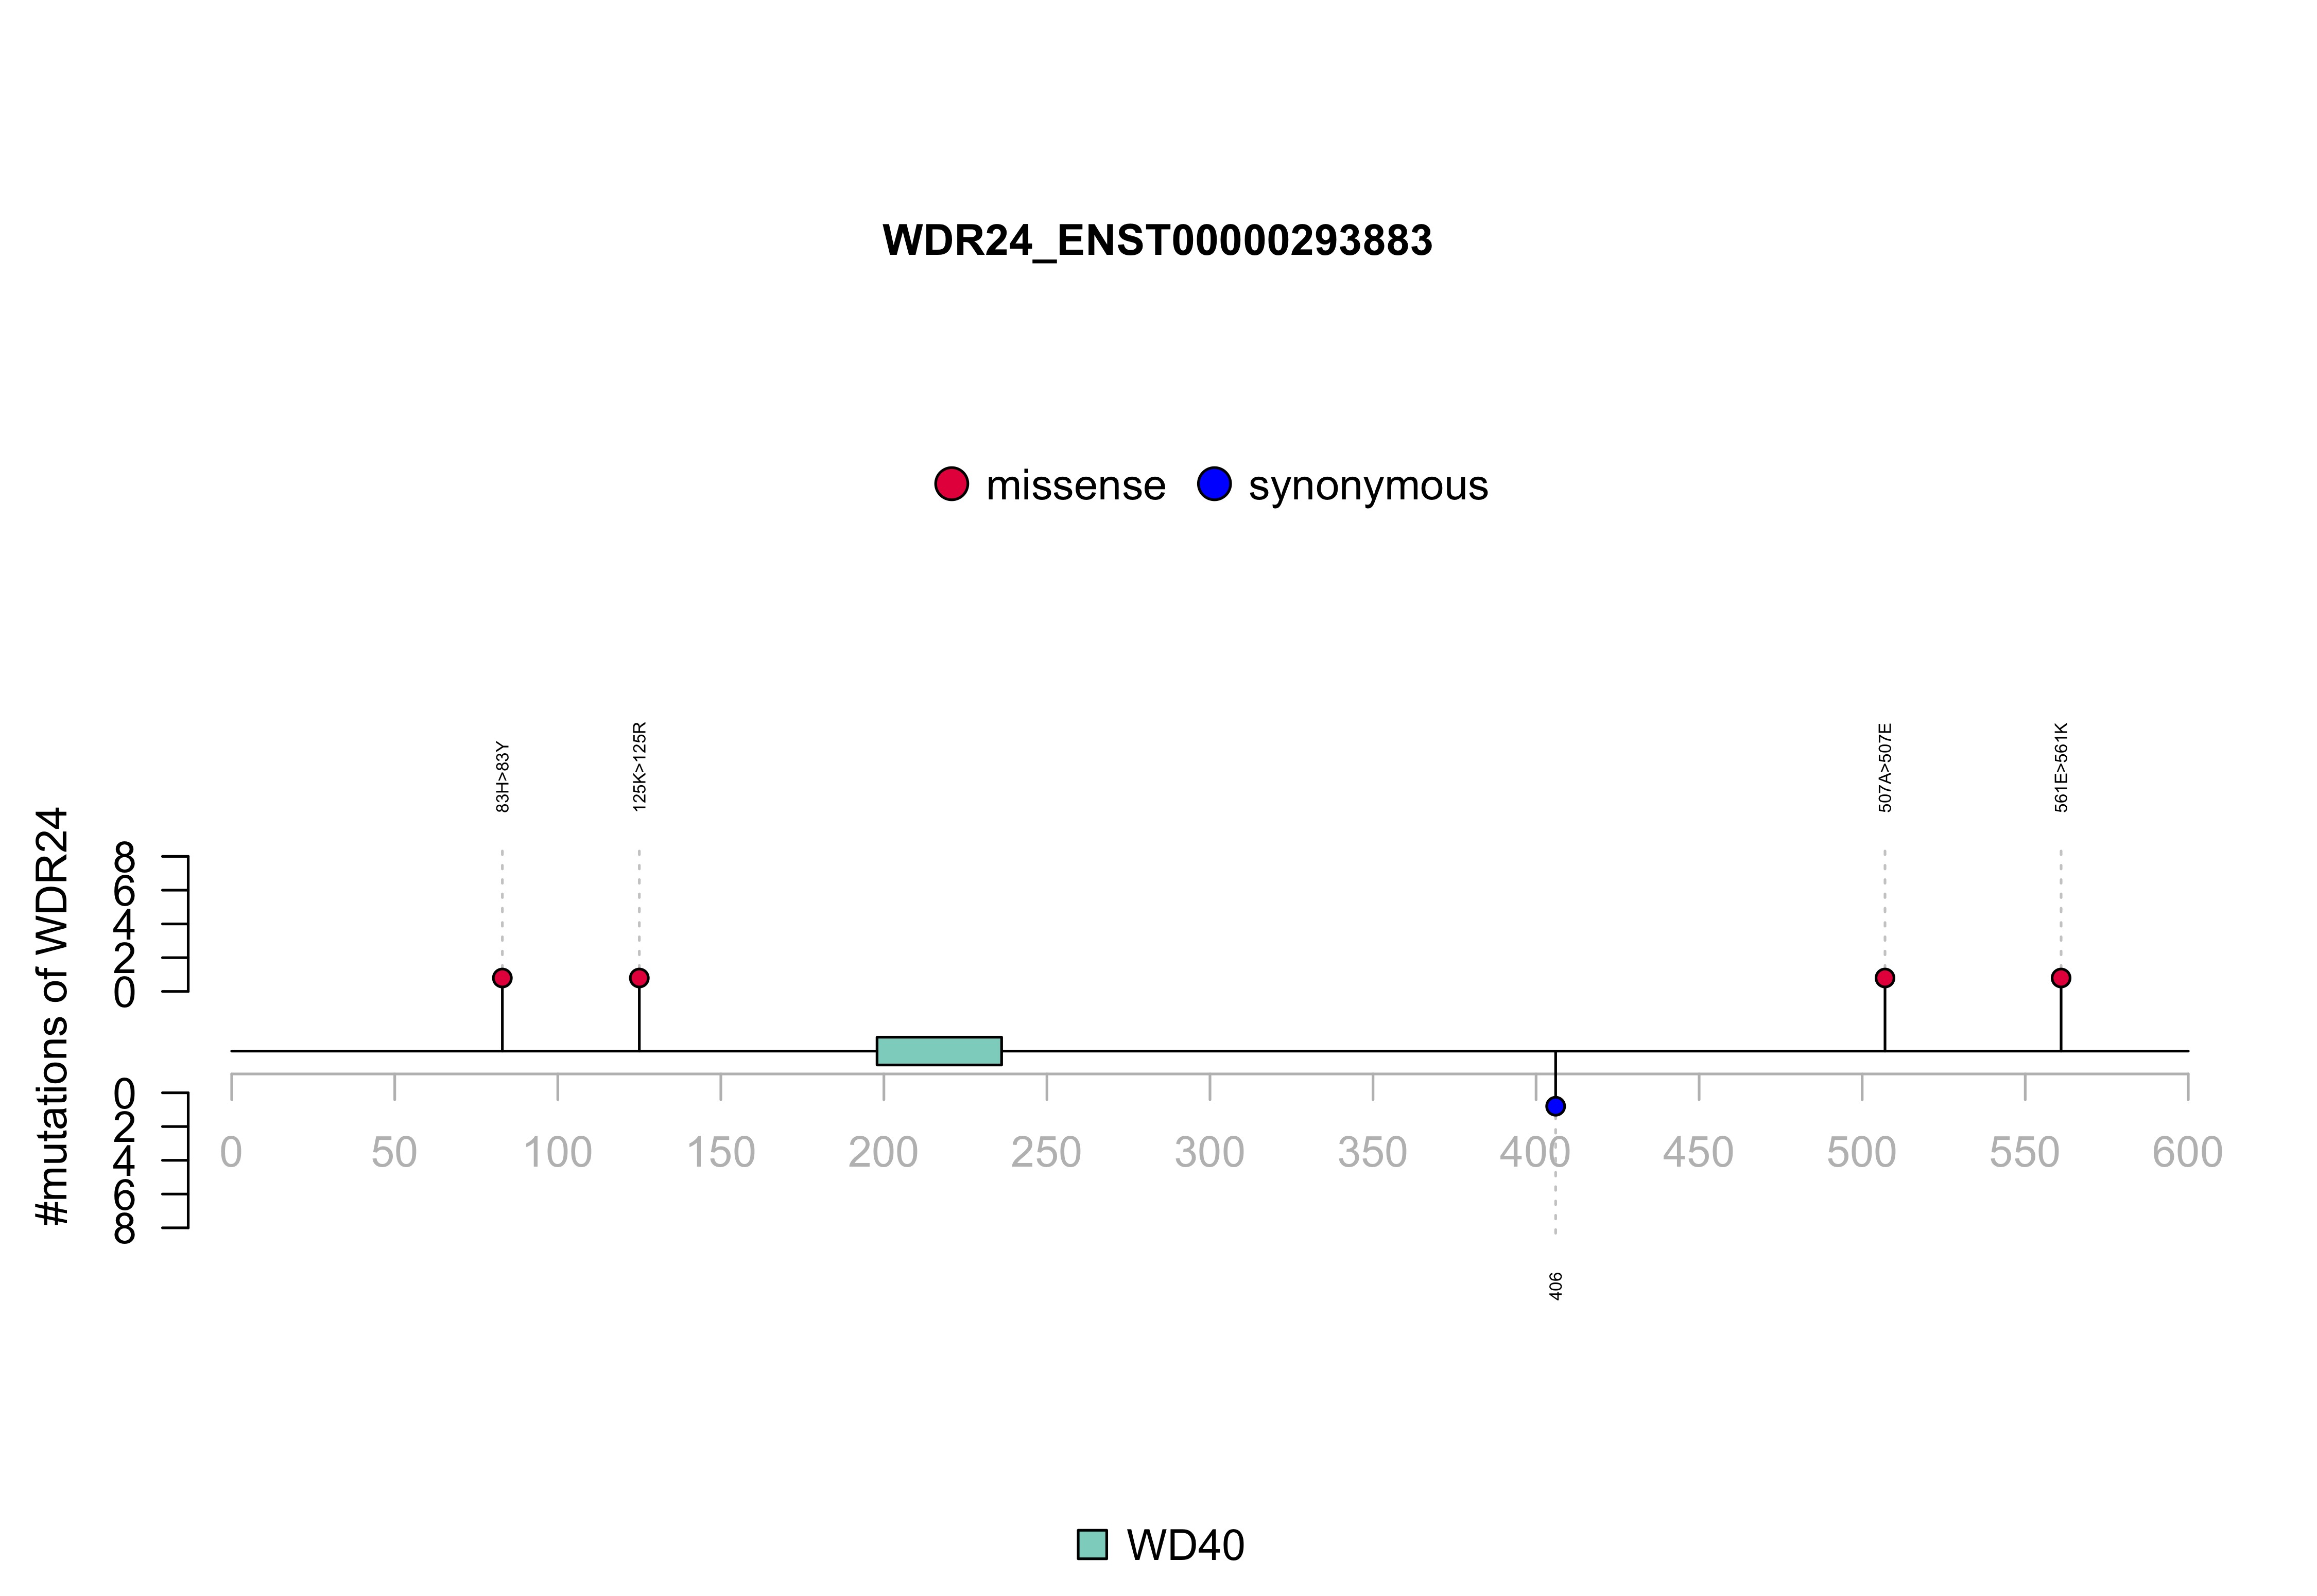 WDR24_ENST00000293883
missense synonymous
83H>83Y
125K>125R
507A>507E
561E>561K
#mutations of WDR24
8
6
4
2
0
0
2
4
6
8
0 50 100 150 200 250 300 350 400 450 500 550 600
406
WD40